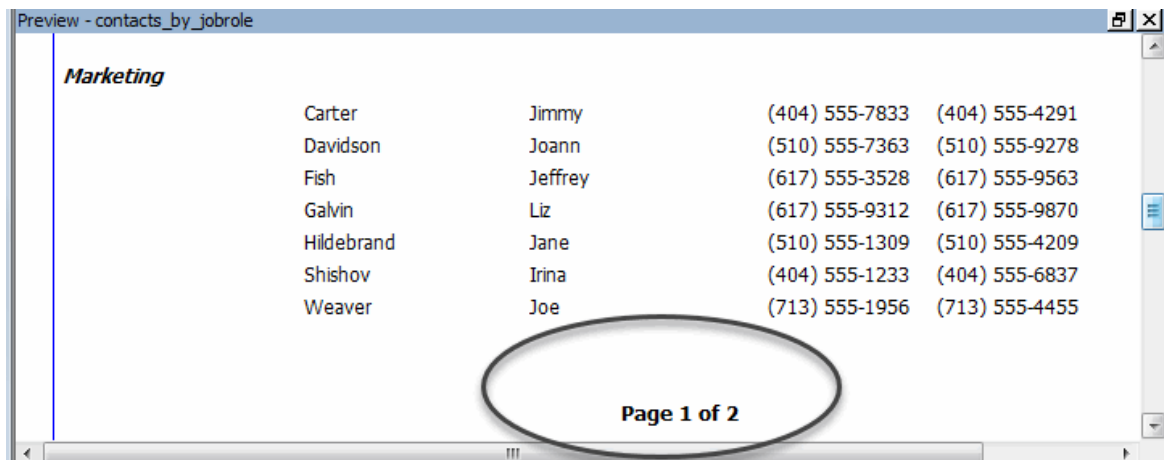 Preview - contacts_by_jobrole
Marketing
Carter Jimmy (404) 555-7833 (404) 555-4291
Davidson Joann (510) 555-7363 (510) 555-9278
Fish Jeffrey (617) 555-3528 (617) 555-9563
Galvin Liz (617) 555-9312 (617) 555-9870
Hildebrand Jane (510) 555-1309 (510) 555-4209
Shishov Irina (404) 555-1233 (404) 555-6837
Weaver Joe (713) 555-1956 (713) 555-4455
Page 1 of 2